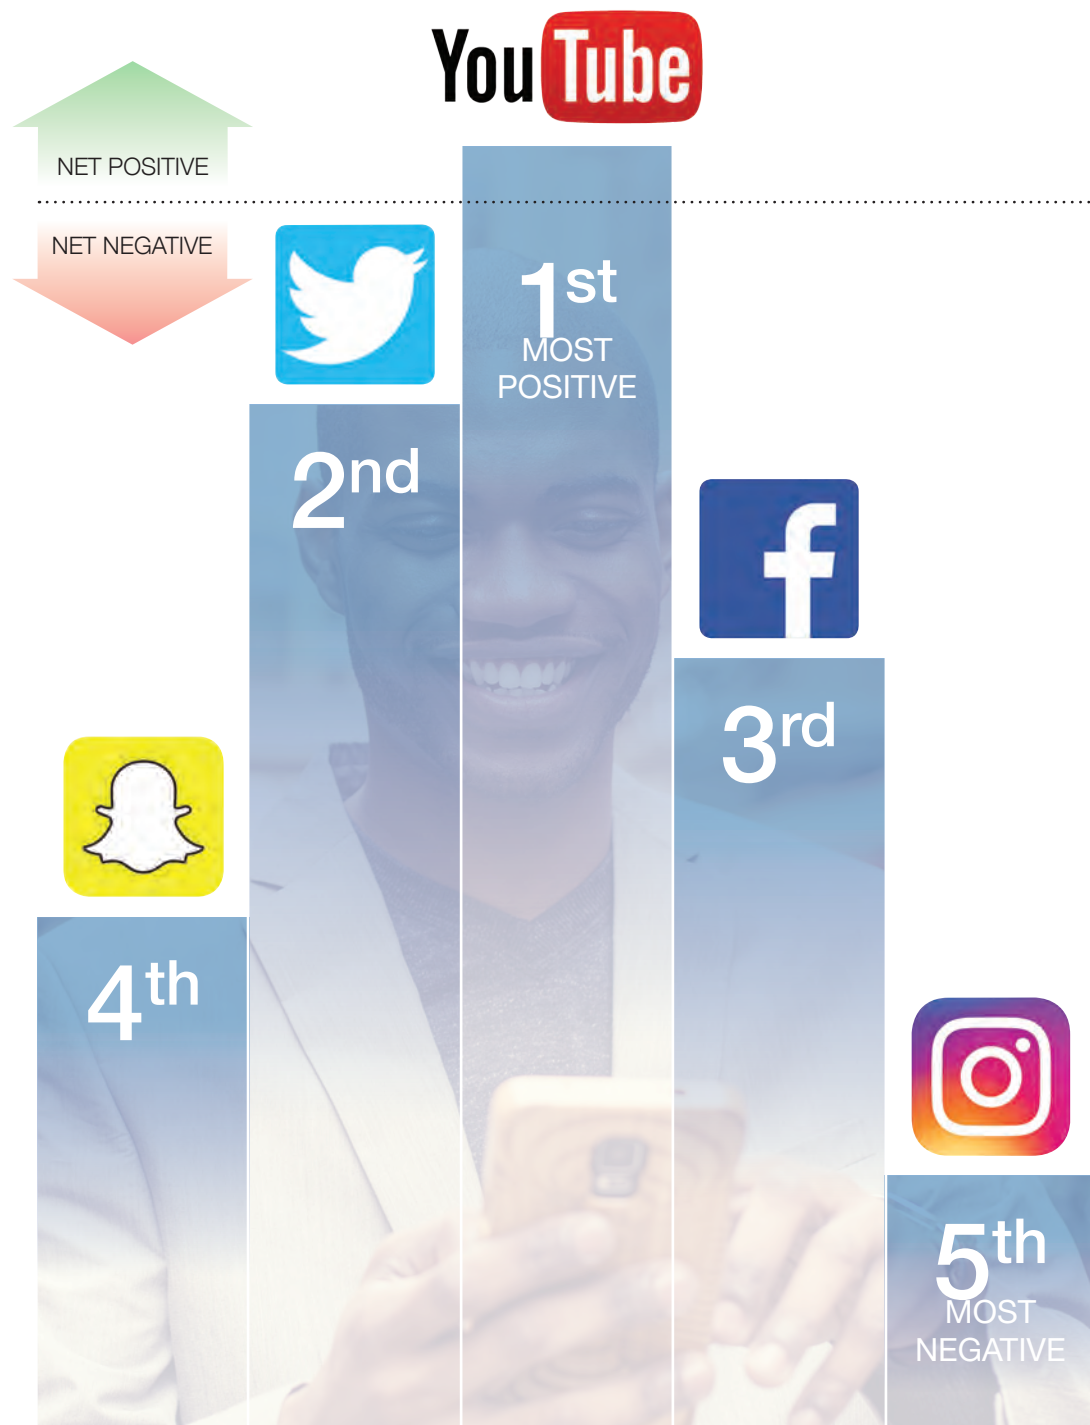 YouTube
NET POSITIVE
NET NEGATIVE
1st
MOST
POSITIVE
2nd
f
3rd
4th
5th
MOST
NEGATIVE